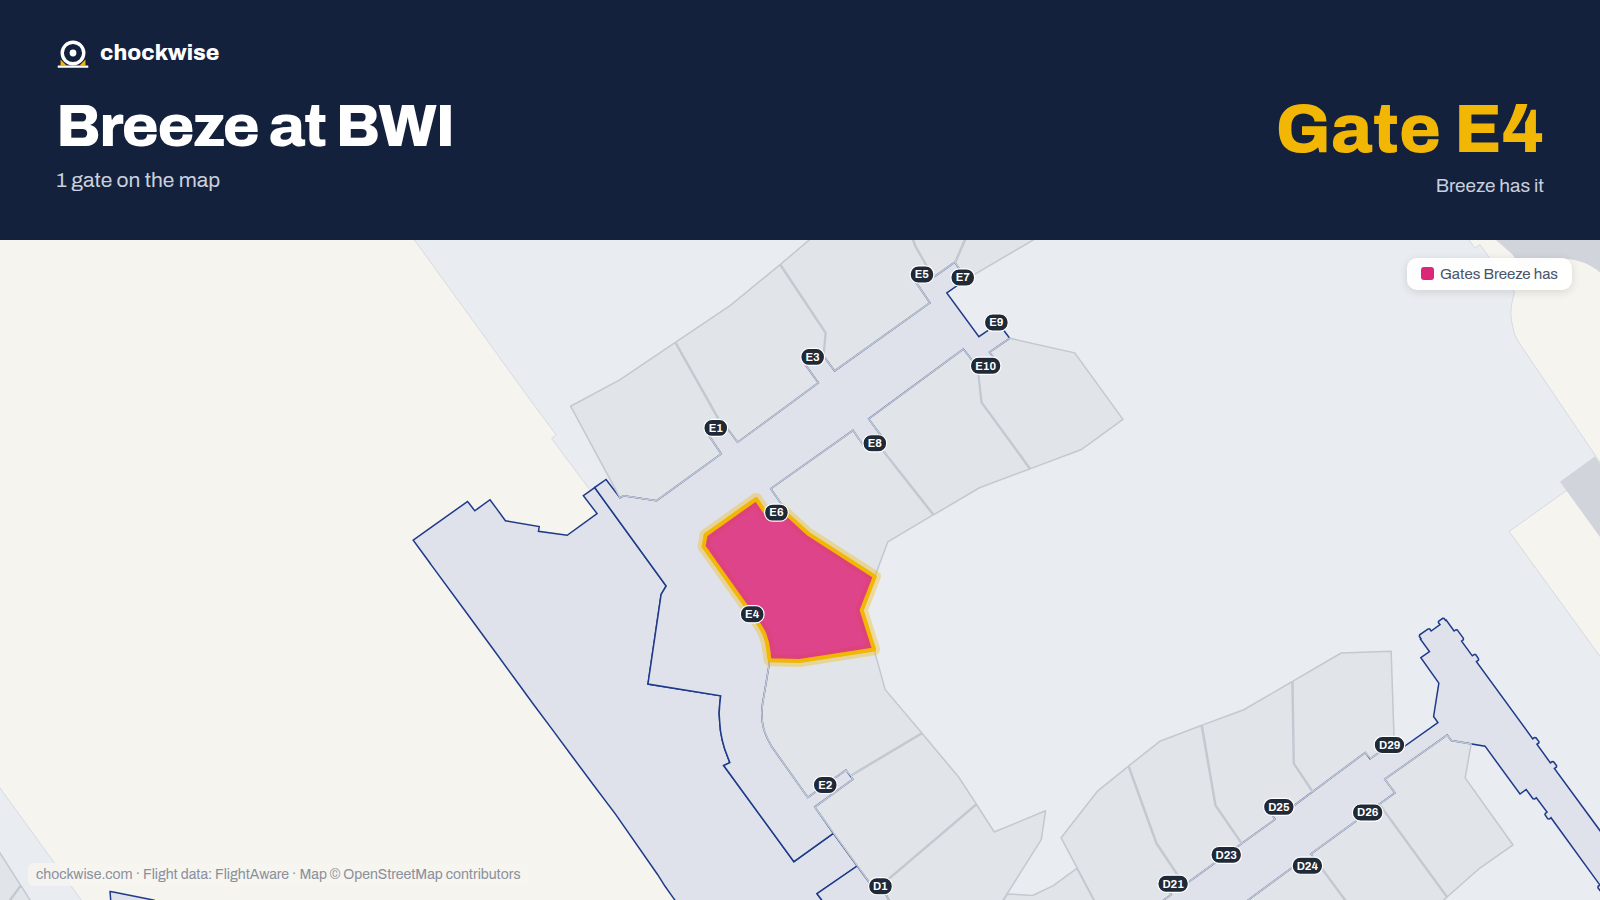 chockwise
Breeze at BWI
1 gate on the map
Gate E4
Breeze has it
Gates Breeze has
E5
E7
E9
E3
E10
E1
E8
E6
E4
E2
D29
D25
D26
D23
D24
D21
D1
chockwise.com · Flight data: FlightAware · Map © OpenStreetMap contributors